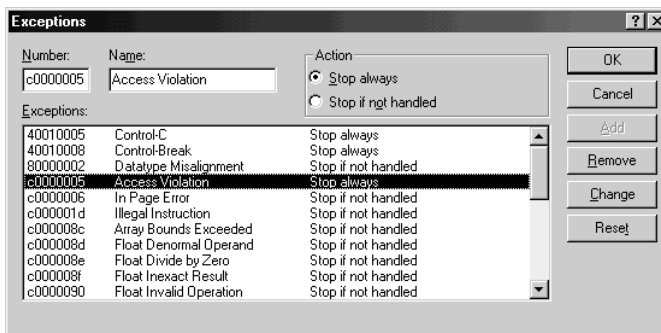 Exceptions
Number:
Name:
Action
c0000005
Access Violation
Stop always
Stop if not handled
OK
Cancel
Add
Remove
Change
Reset
Exceptions:
40010005 Control-C Stop always
40010008 Control-Break Stop always
80000002 Datatype Misalignment Stop if not handled
c0000005 Access Violation Stop always
c0000006 In Page Error Stop if not handled
c000001d Illegal Instruction Stop if not handled
c000008c Array Bounds Exceeded Stop if not handled
c000008d Float Denormal Operand Stop if not handled
c000008e Float Divide by Zero Stop if not handled
c000008f Float Inexact Result Stop if not handled
c0000090 Float Invalid Operation Stop if not handled